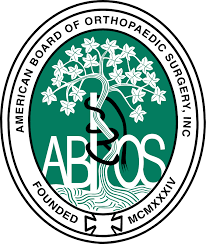 AMERICAN BOARD OF ORTHOPAEDIC SURGERY, INC
ABOS
FOUNDED MCMXXXIV